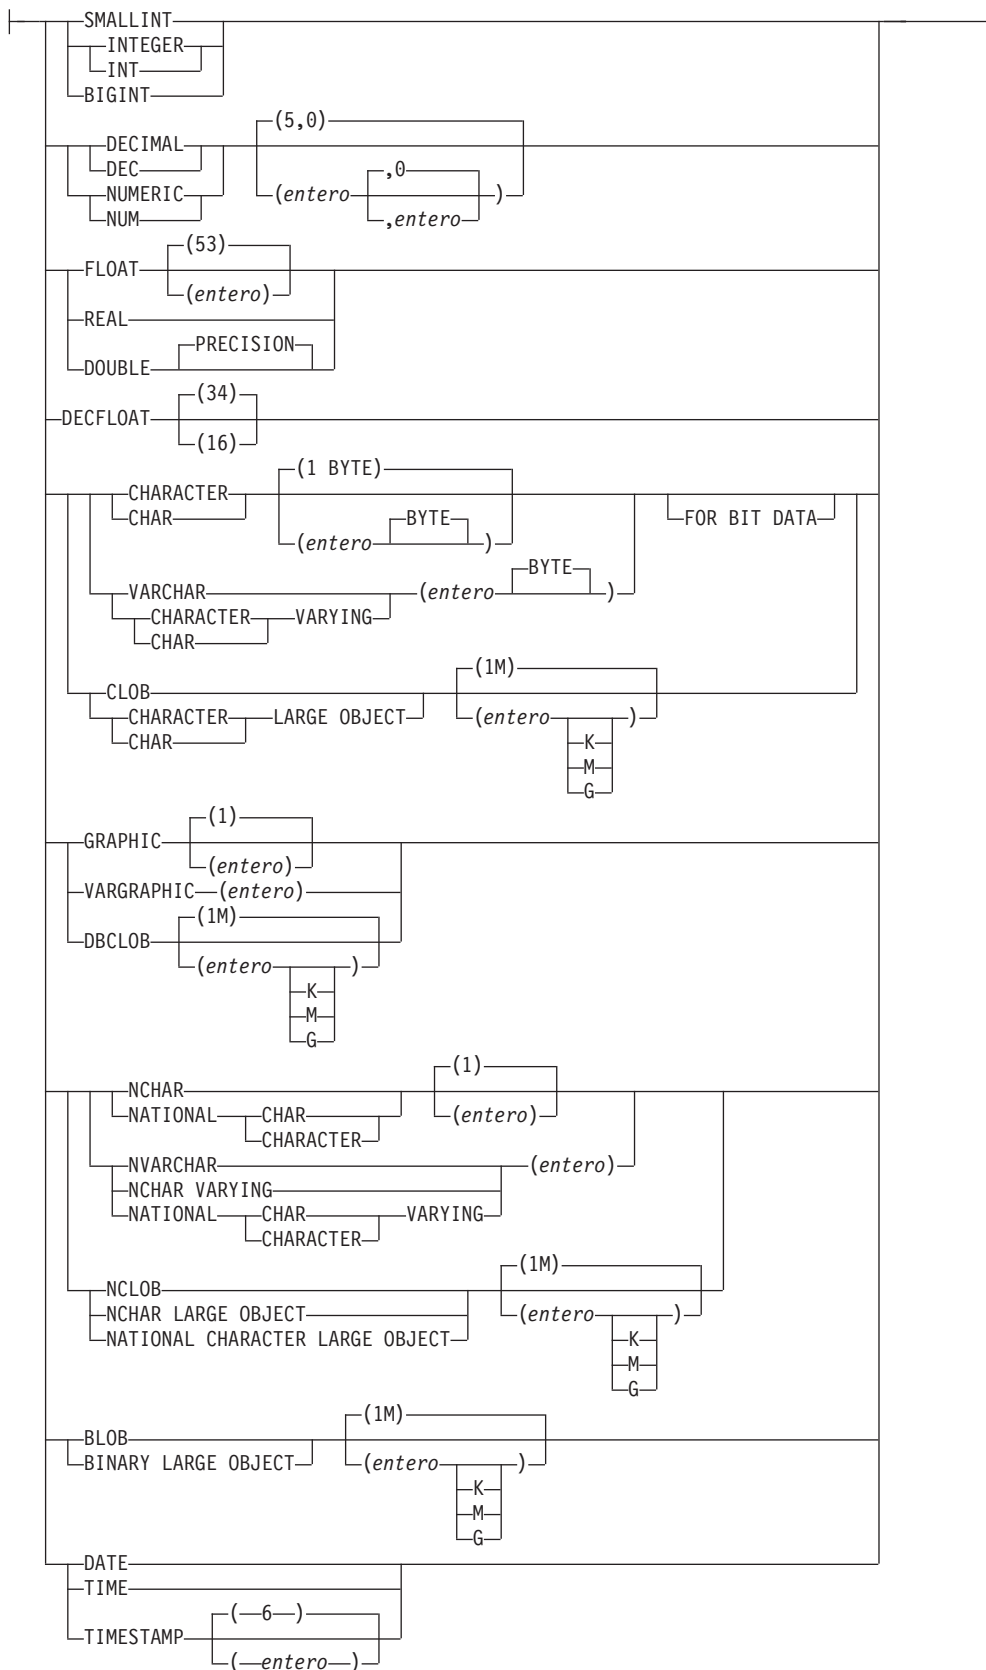 SMALLINT
INTEGER
INT
BIGINT
(5,0)
DECIMAL
DEC ,0
NUMERIC (entero )
NUM ,entero
(53)
FLOAT
(entero)
REAL
PRECISION
DOUBLE
(34)
DECFLOAT
(16)
(1 BYTE)
CHARACTER
CHAR BYTE FOR BIT DATA
(entero )
BYTE
VARCHAR (entero )
CHARACTER VARYING
CHAR
(1M)
CLOB
CHARACTER LARGE OBJECT (entero )
CHAR K
M
G
(1)
GRAPHIC
(entero)
VARGRAPHIC (entero)
(1M)
DBCLOB
(entero )
K
M
G
(1)
NCHAR
NATIONAL CHAR (entero)
CHARACTER
NVARCHAR (entero)
NCHAR VARYING
NATIONAL CHAR VARYING
CHARACTER
(1M)
NCLOB
NCHAR LARGE OBJECT (entero )
NATIONAL CHARACTER LARGE OBJECT K
M
G
(1M)
BLOB
BINARY LARGE OBJECT (entero )
K
M
G
DATE
TIME
( 6 )
TIMESTAMP
( entero )